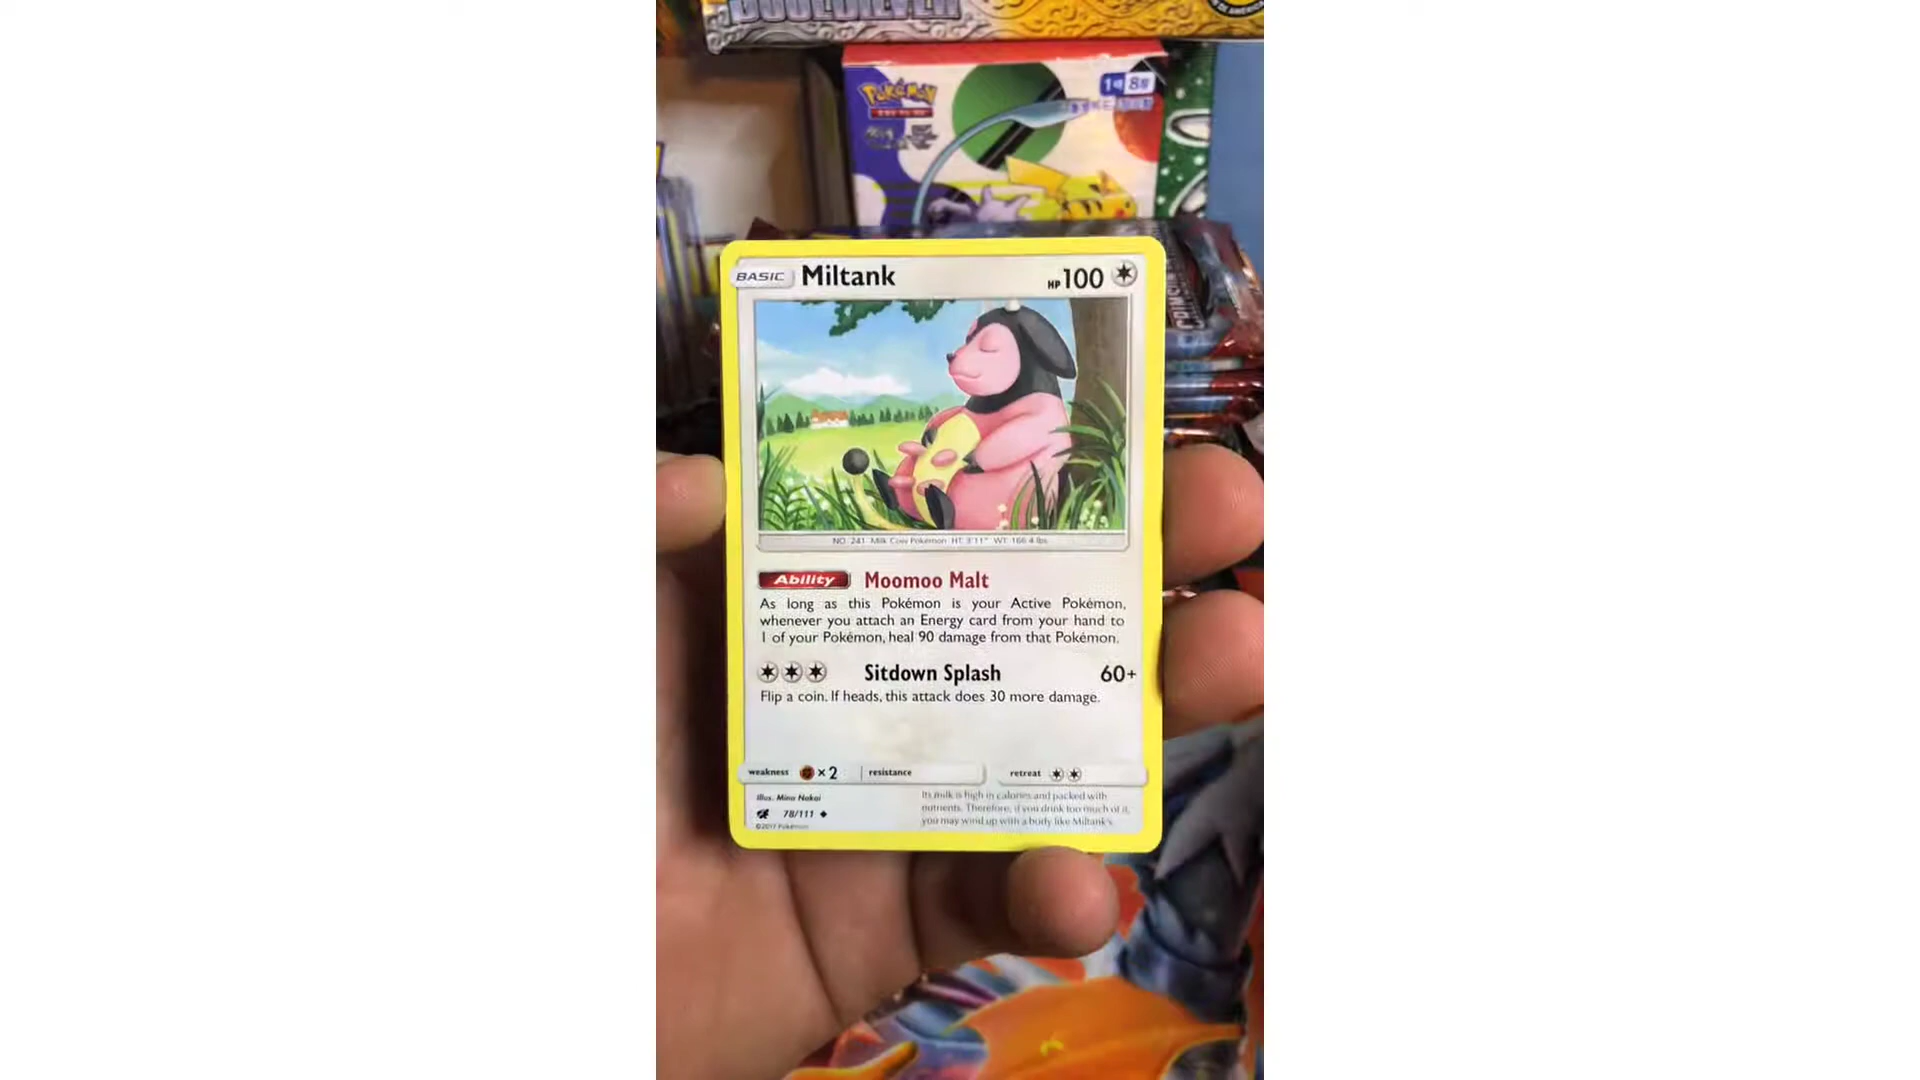 Pokémon
BASIC Miltank HP 100
NO. 241 Milk Cow Pokémon HT: 3'11" WT: 166.4 lbs.
Ability Moomoo Malt
As long as this Pokémon is your Active Pokémon,
whenever you attach an Energy card from your hand to
1 of your Pokémon, heal 90 damage from that Pokémon.
Sitdown Splash 60+
Flip a coin. If heads, this attack does 30 more damage.
weakness ×2 resistance retreat
Illus. Mina Nakai
78/111
©2017 Pokémon
Its milk is high in calories and packed with
nutrients. Therefore, if you drink too much of it,
you may wind up with a body like Miltank's.